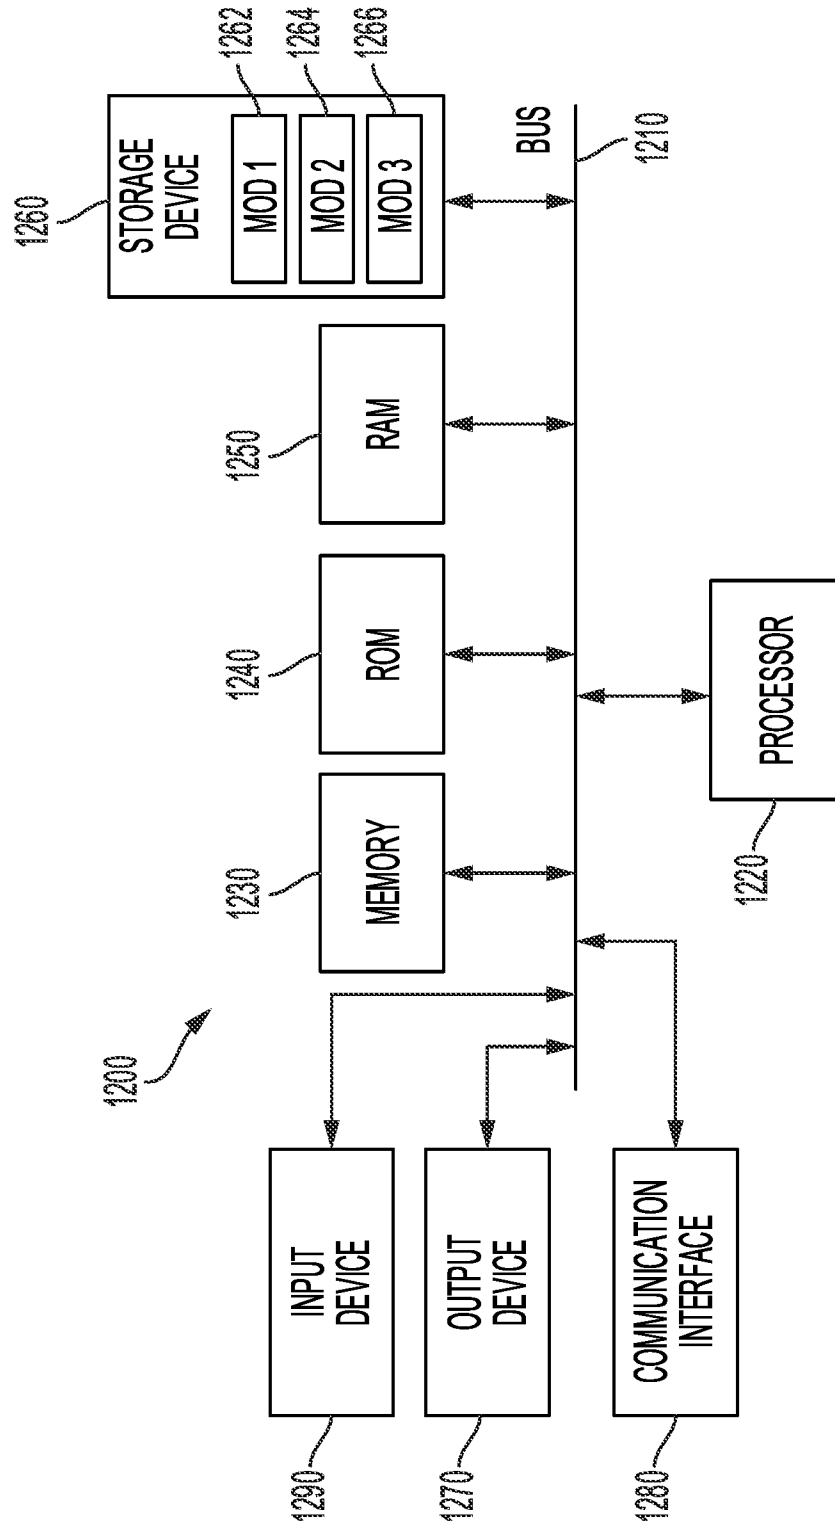 1200
1290
INPUT
DEVICE
1270
OUTPUT
DEVICE
1280
COMMUNICATION
INTERFACE
1230
MEMORY
1240
ROM
1250
RAM
1260
STORAGE
DEVICE
MOD 1
1262
MOD 2
1264
MOD 3
1266
BUS
1210
1220
PROCESSOR